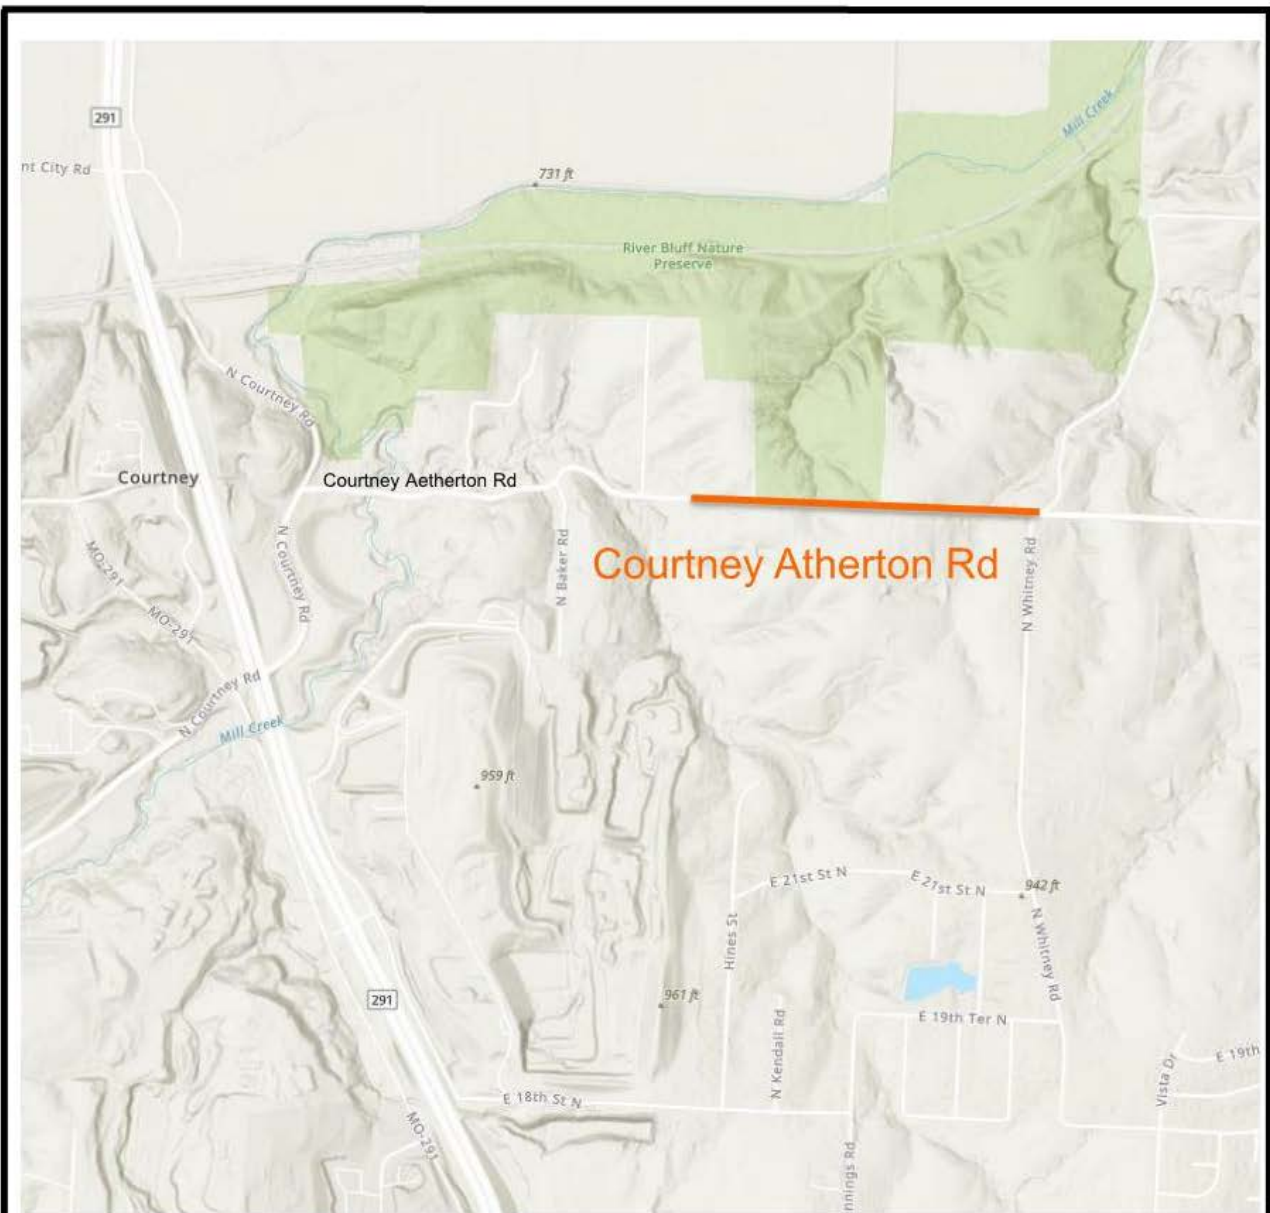 291
nt City Rd
Mill Creek
731 ft
River Bluff Nature
Preserve
N Courtney Rd
Courtney
Courtney Aetherton Rd
Courtney Atherton Rd
N Courtney Rd
N Baker Rd
N Whitney Rd
MO-291
MO-291
N Courtney Rd
Mill Creek
959 ft
E 21st St N
E 21st St N
942 ft
Hines St
N Whitney Rd
291
961 ft
E 19th Ter N
N Kendall Rd
Vista Dr
E 19th
E 18th St N
MO-291
nnings Rd